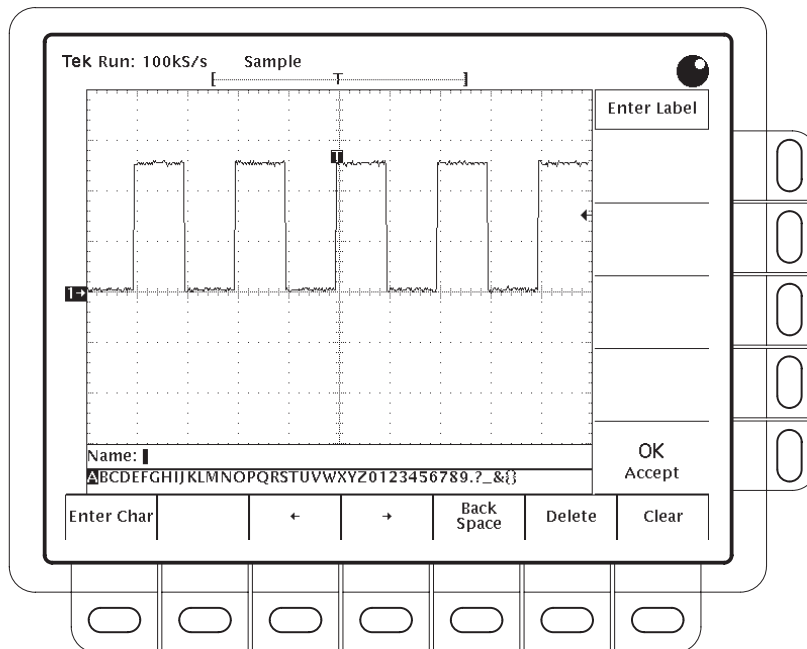 Tek Run: 100kS/s Sample
[ T ]
Enter Label
T
1→
←
Name:
ABCDEFGHIJKLMNOPQRSTUVWXYZ0123456789.?_&{}
OK
Accept
Enter Char
←
→
Back
Space
Delete
Clear